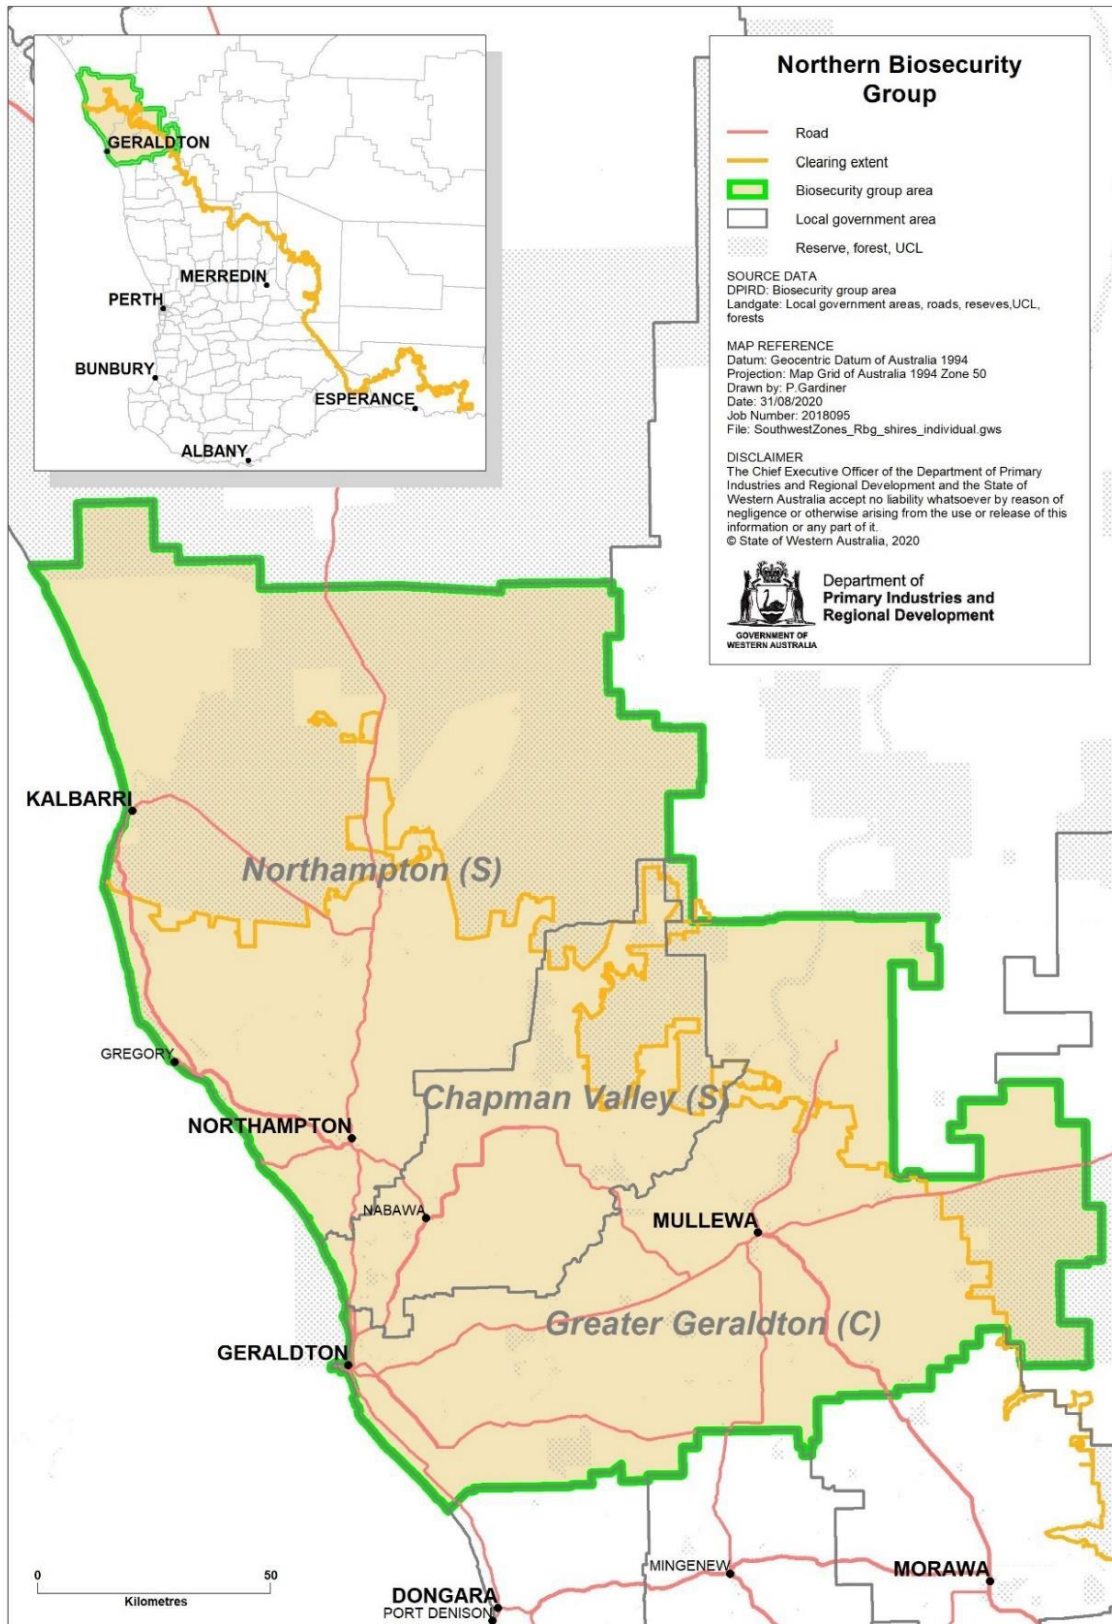 Northern Biosecurity
Group
Road
Clearing extent
Biosecurity group area
Local government area
Reserve, forest, UCL
SOURCE DATA
DPIRD: Biosecurity group area
Landgate: Local government areas, roads, reseves,UCL,
forests
MAP REFERENCE
Datum: Geocentric Datum of Australia 1994
Projection: Map Grid of Australia 1994 Zone 50
Drawn by: P.Gardiner
Date: 31/08/2020
Job Number: 2018095
File: SouthwestZones_Rbg_shires_individual.gws
DISCLAIMER
The Chief Executive Officer of the Department of Primary
Industries and Regional Development and the State of
Western Australia accept no liability whatsoever by reason of
negligence or otherwise arising from the use or release of this
information or any part of it.
© State of Western Australia, 2020
Department of
Primary Industries and
Regional Development
GOVERNMENT OF
WESTERN AUSTRALIA
GERALDTON
MERREDIN
PERTH
BUNBURY
ESPERANCE
ALBANY
KALBARRI
Northampton (S)
GREGORY
Chapman Valley (S)
NORTHAMPTON
NABAWA
MULLEWA
Greater Geraldton (C)
GERALDTON
MINGENEW
MORAWA
DONGARA
PORT DENISON
0 50
Kilometres